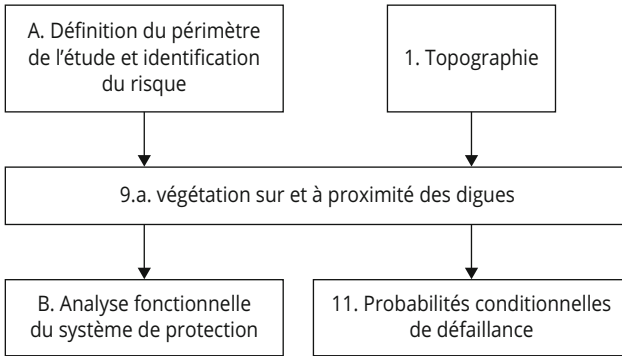 A. Définition du périmètre
de l’étude et identification
du risque
1. Topographie
9.a. végétation sur et à proximité des digues
B. Analyse fonctionnelle
du système de protection
11. Probabilités conditionnelles
de défaillance